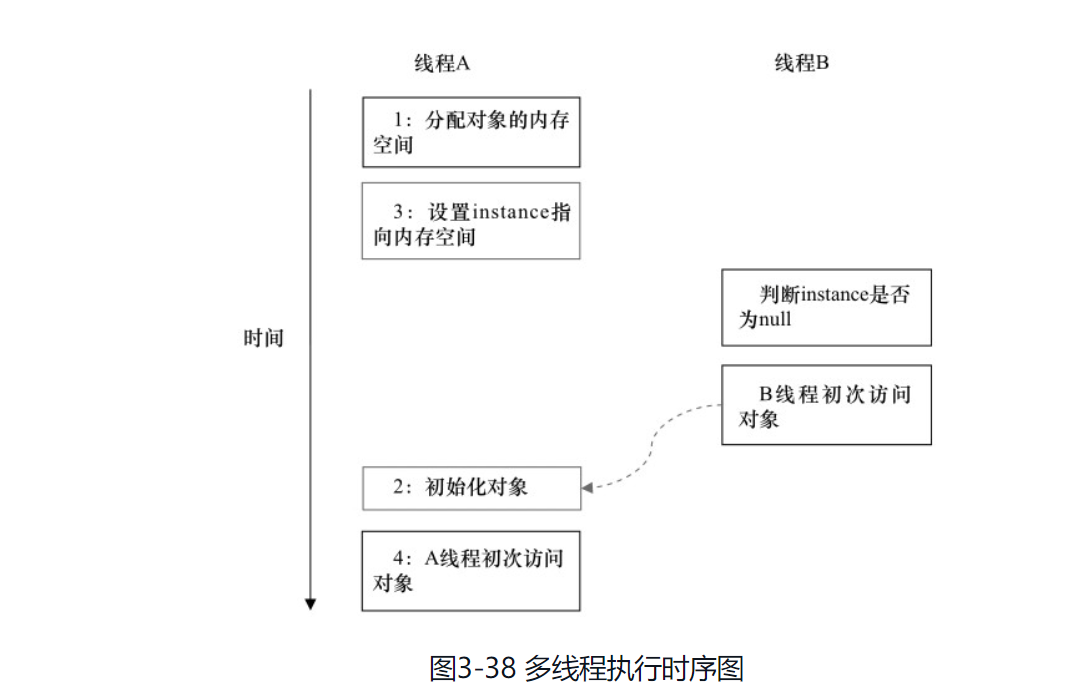 线程A
线程B
1：分配对象的内存
空间
3：设置instance指
向内存空间
判断instance是否
为null
时间
B线程初次访问
对象
2：初始化对象
4：A线程初次访问
对象
图3-38 多线程执行时序图